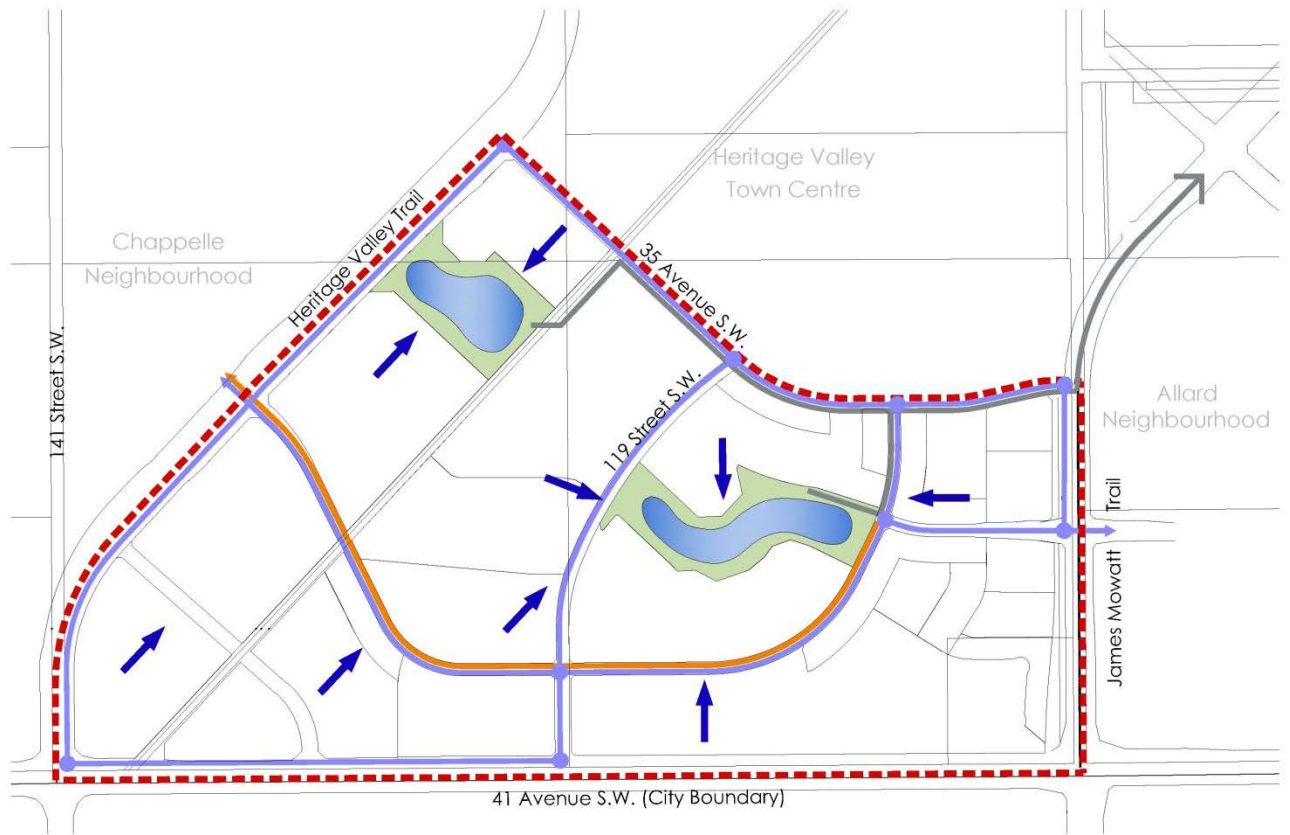 Heritage Valley
Town Centre
Chappelle
Neighbourhood
Heritage Valley Trail
35 Avenue S.W.
141 Street S.W.
119 Street S.W.
Allard
Neighbourhood
James Mowatt Trail
41 Avenue S.W. (City Boundary)